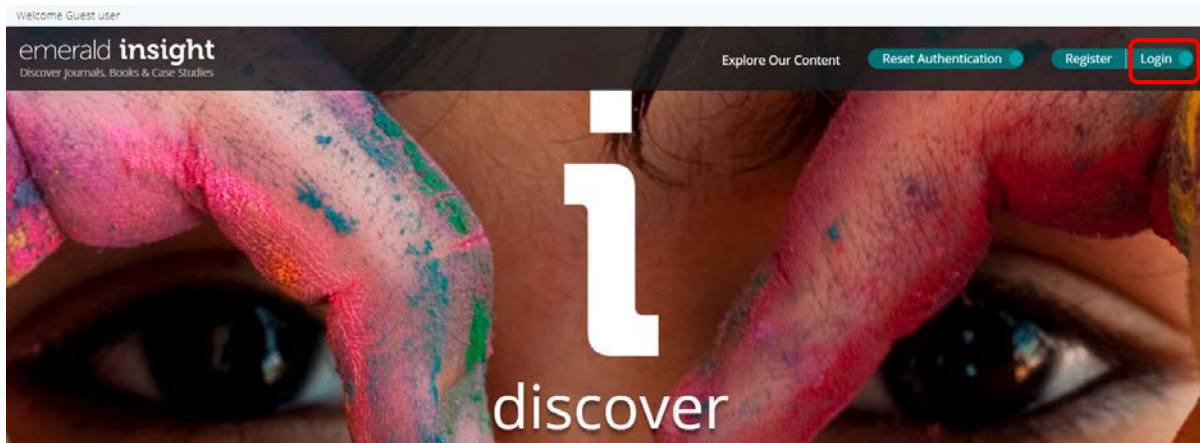 Welcome Guest user
emerald insight
Discover Journals, Books & Case Studies
Explore Our Content
Reset Authentication
Register
Login
i
discover